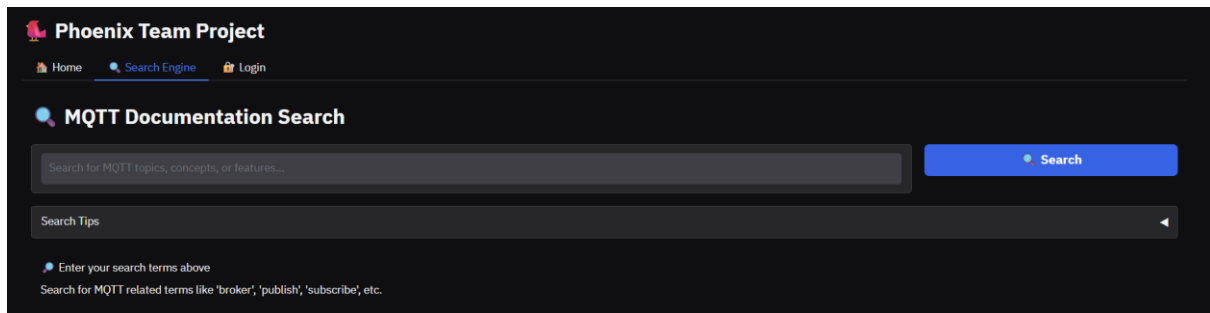 Phoenix Team Project
Home Search Engine Login
MQTT Documentation Search
Search for MQTT topics, concepts, or features... Search
Search Tips
Enter your search terms above
Search for MQTT related terms like 'broker', 'publish', 'subscribe', etc.